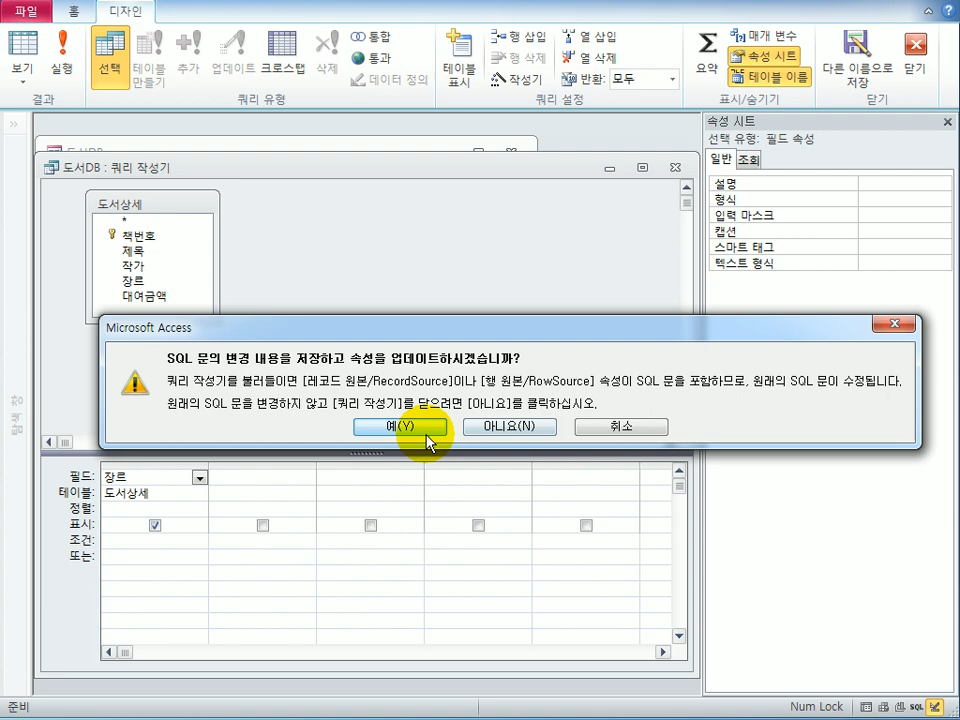 파일 홈 디자인
보기 실행 선택 테이블 만들기 추가 업데이트 크로스탭 삭제
통합
통과
데이터 정의
테이블 표시
행 삽입
행 삭제
작성기
열 삽입
열 삭제
반환: 모두
요약
매개 변수
속성 시트
테이블 이름
다른 이름으로 저장
닫기
결과 쿼리 유형 쿼리 설정 표시/숨기기 닫기
도서DB : 쿼리 작성기
도서상세
*
책번호
제목
작가
장르
대여금액
속성 시트
선택 유형: 필드 속성
일반 조회
설명
형식
입력 마스크
캡션
스마트 태그
텍스트 형식
탐색 창
Microsoft Access
SQL 문의 변경 내용을 저장하고 속성을 업데이트하시겠습니까?
쿼리 작성기를 불러들이면 [레코드 원본/RecordSource]이나 [행 원본/RowSource] 속성이 SQL 문을 포함하므로, 원래의 SQL 문이 수정됩니다.
원래의 SQL 문을 변경하지 않고 [쿼리 작성기]를 닫으려면 [아니요]를 클릭하십시오.
예(Y) 아니요(N) 취소
필드: 장르
테이블: 도서상세
정렬:
표시:
조건:
또는:
준비 Num Lock SQL